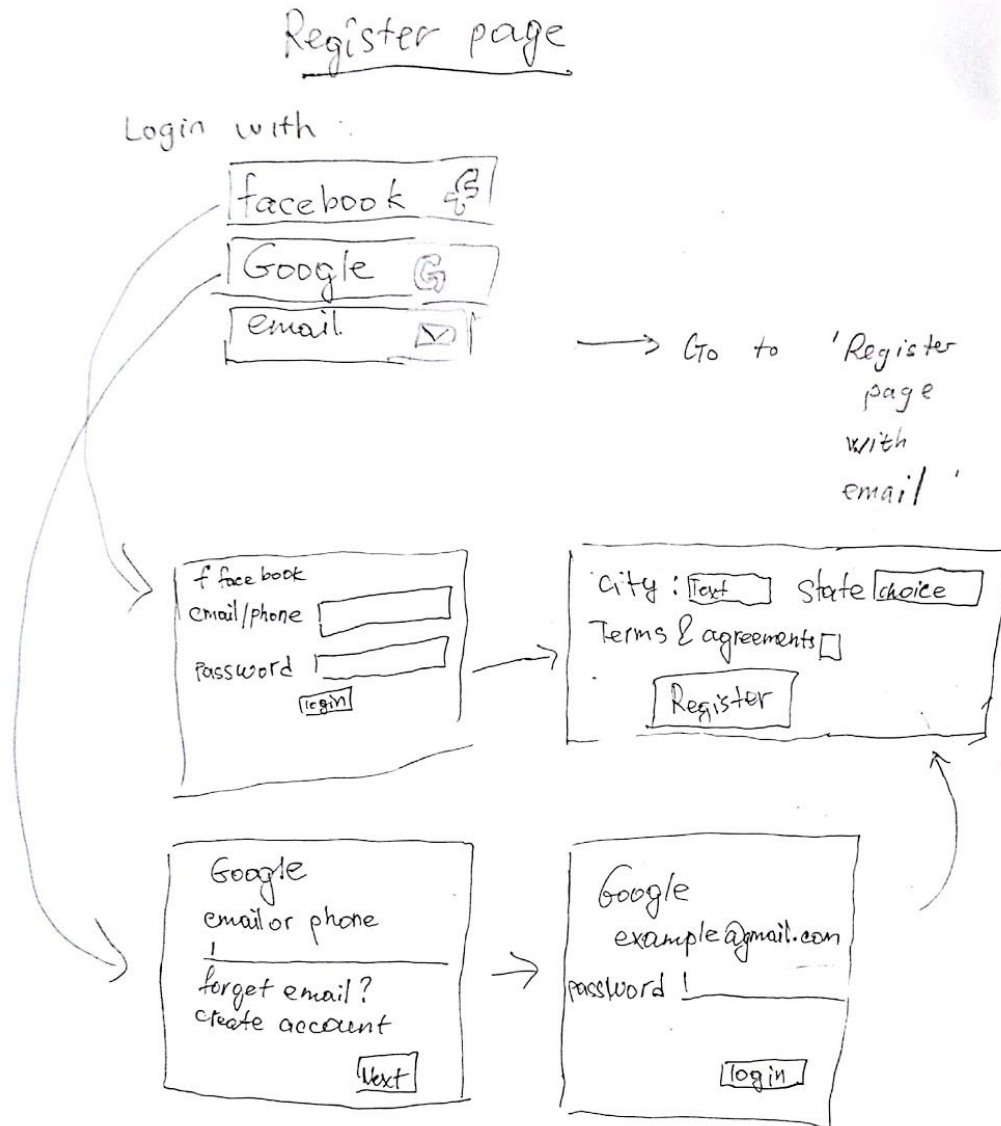 Register page
Login with :
facebook f
Google G
email
Go to 'Register
page
with
email'
f facebook
email/phone
Password
login
City : Text State choice
Terms & agreements
Register
Google
email or phone
forget email?
create account
Next
Google
example@gmail.com
password
login